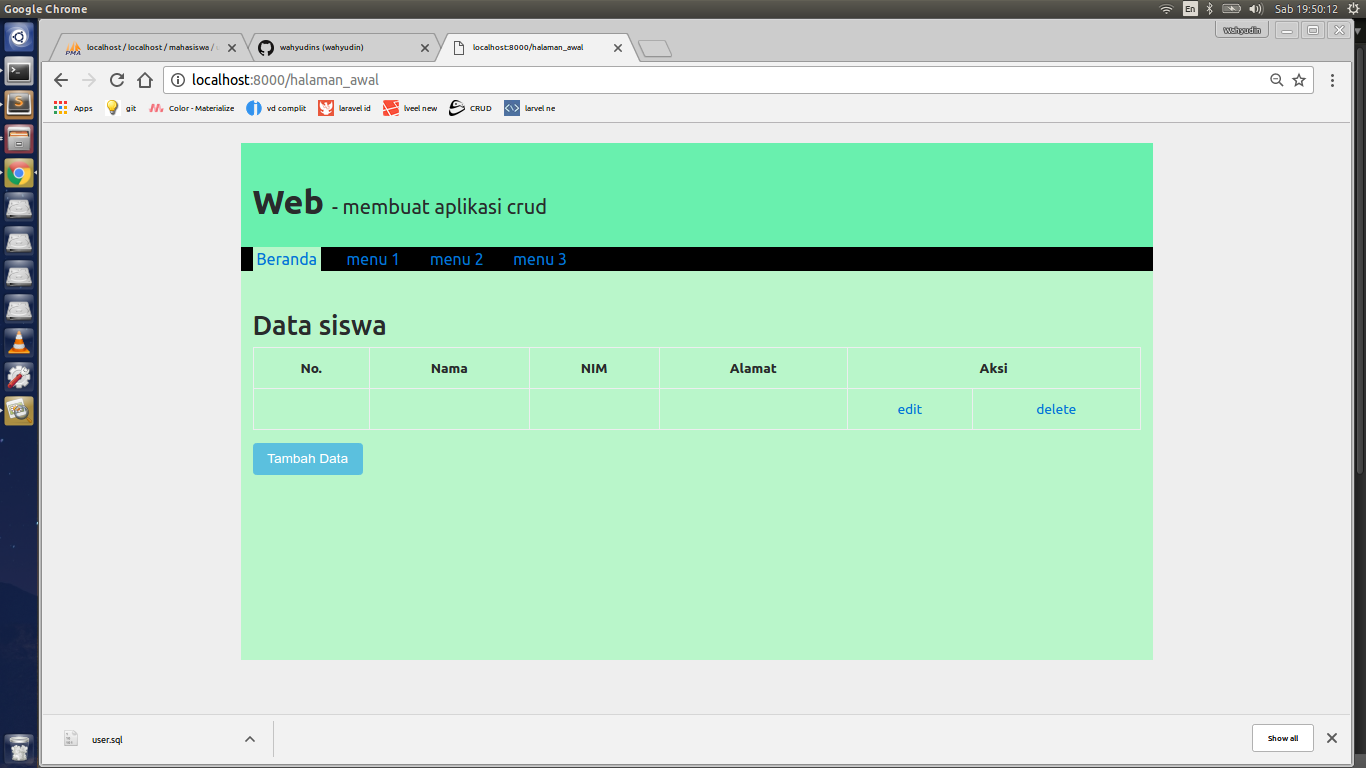 Google Chrome
En
Sab 19:50:12
Wahyudin
PMA
localhost / localhost / mahasiswa /
wahyudins (wahyudin)
localhost:8000/halaman_awal
localhost:8000/halaman_awal
Apps
git
Color - Materialize
vd complit
laravel id
lveel new
CRUD
larvel ne
Web - membuat aplikasi crud
Beranda menu 1 menu 2 menu 3
Data siswa
No. Nama NIM Alamat Aksi
edit delete
Tambah Data
user.sql
Show all